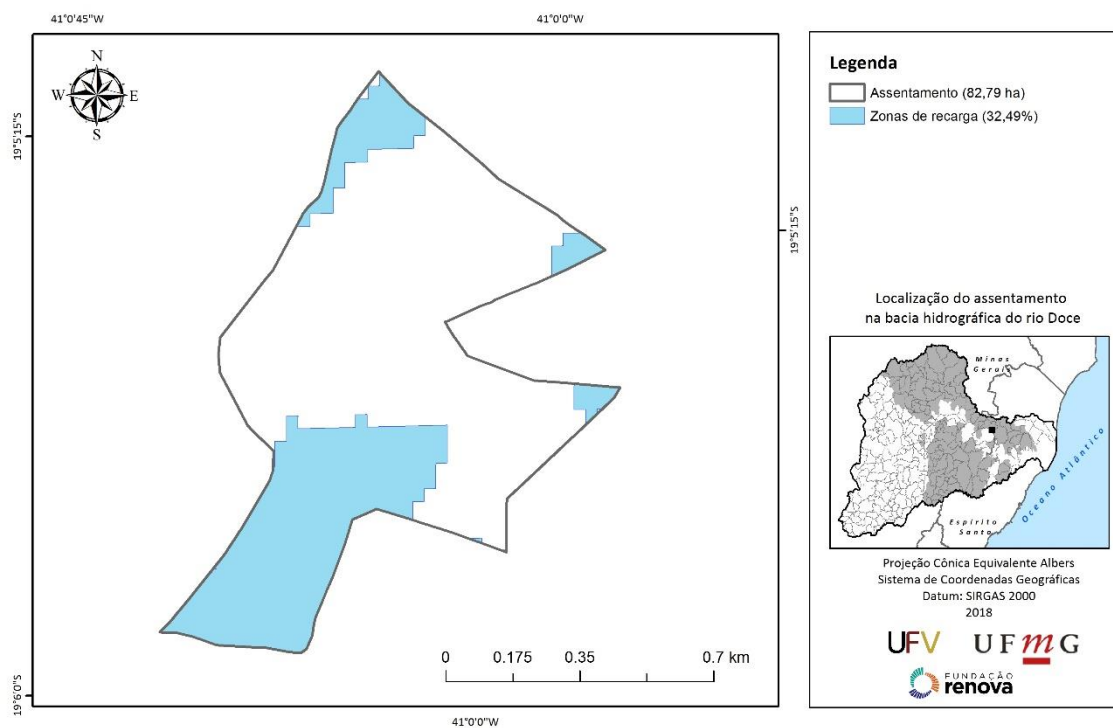 41°0'45"W
41°0'0"W
N
W
E
S
19°5'15"S
19°5'15"S
19°6'0"S
0
0.175
0.35
0.7 km
41°0'0"W
Legenda
Assentamento (82,79 ha)
Zonas de recarga (32,49%)
Localização do assentamento
na bacia hidrográfica do rio Doce
Minas
Gerais
Espírito
Santo
Oceano Atlântico
Projeção Cônica Equivalente Albers
Sistema de Coordenadas Geográficas
Datum: SIRGAS 2000
2018
UFV
UFmG
FUNDAÇÃO
renova